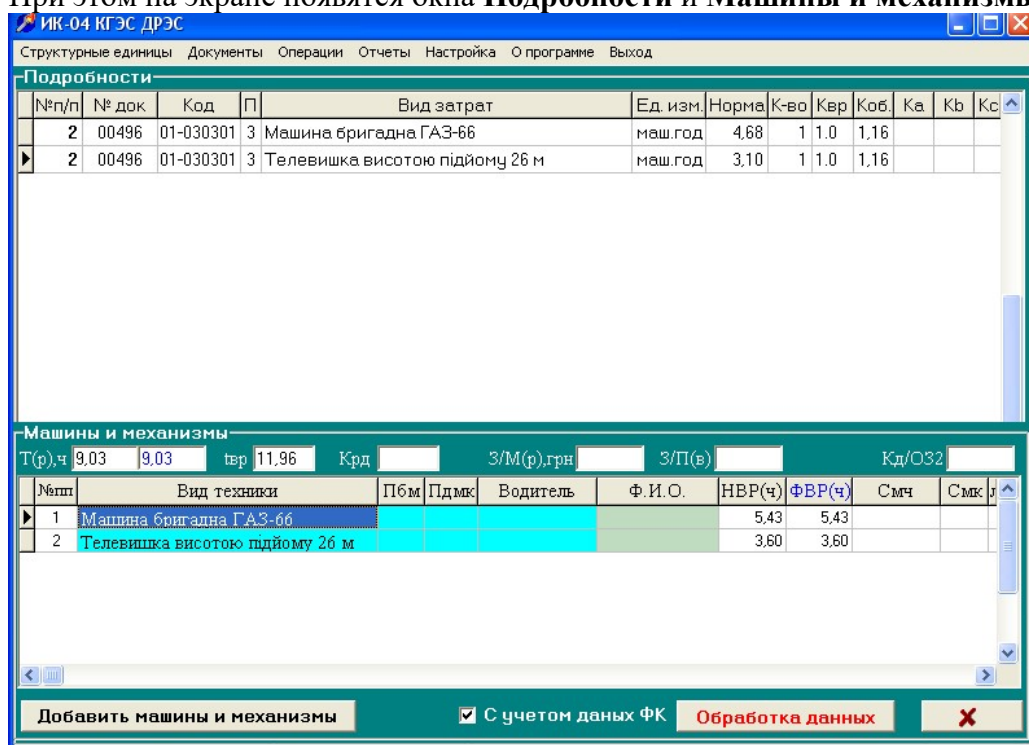 При этом на экране появятся окна Подробности и Машины и механизмы
ИК-04 КГЭС ДРЭС
Структурные единицы Документы Операции Отчеты Настройка О программе Выход
Подробности
№п/п № док Код П Вид затрат Ед. изм. Норма К-во Квр Коб. Ка Kb Кс
2 00496 01-030301 3 Машина бригадна ГАЗ-66 маш.год 4,68 1 1.0 1,16
2 00496 01-030301 3 Телевишка висотою підйому 26 м маш.год 3,10 1 1.0 1,16
Машины и механизмы
Т(р),ч 9,03 9,03 tвр 11,96 Крд З/М(р),грн З/П(в) Кд/ОЗ2
№пп Вид техники Пбм Пдмк Водитель Ф.И.О. НВР(ч) ФВР(ч) Смч Смк
1 Машина бригадна ГАЗ-66 5,43 5,43
2 Телевишка висотою підйому 26 м 3,60 3,60
Добавить машины и механизмы С учетом даных ФК Обработка данных